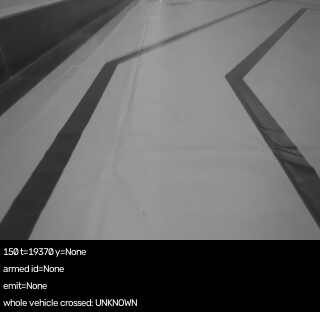 150 t=19370 y=None
armed id=None
emit=None
whole vehicle crossed: UNKNOWN